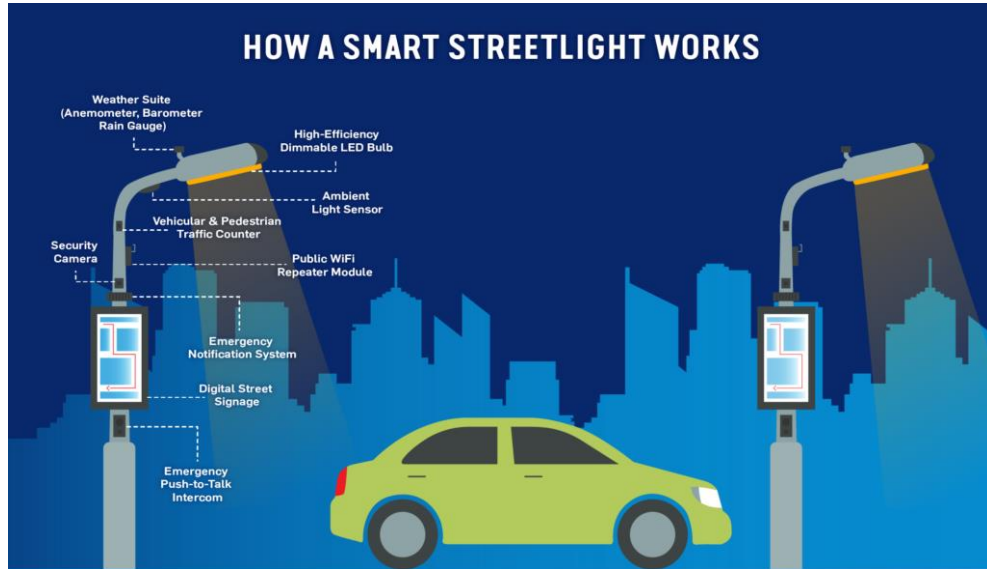 HOW A SMART STREETLIGHT WORKS
Weather Suite
(Anemometer, Barometer
Rain Gauge)
High-Efficiency
Dimmable LED Bulb
Ambient
Light Sensor
Vehicular & Pedestrian
Traffic Counter
Security
Camera
Public WiFi
Repeater Module
Emergency
Notification System
Digital Street
Signage
Emergency
Push-to-Talk
Intercom